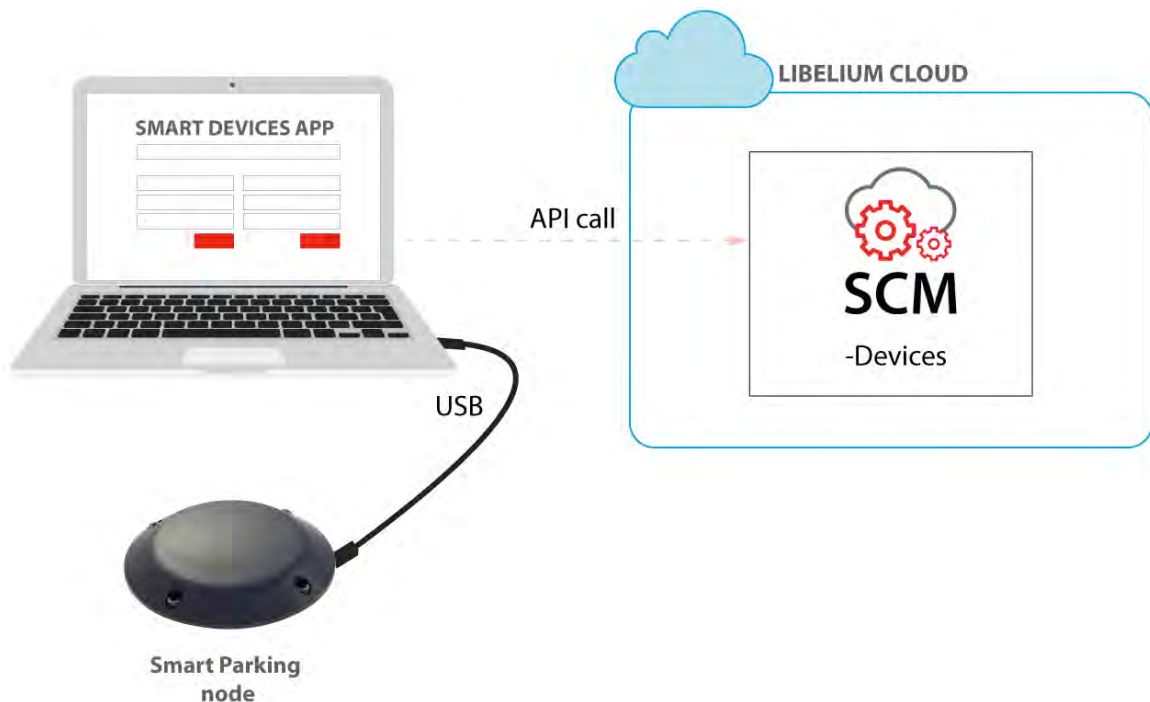 LIBELIUM CLOUD
SMART DEVICES APP
API call
SCM
-Devices
USB
Smart Parking
node